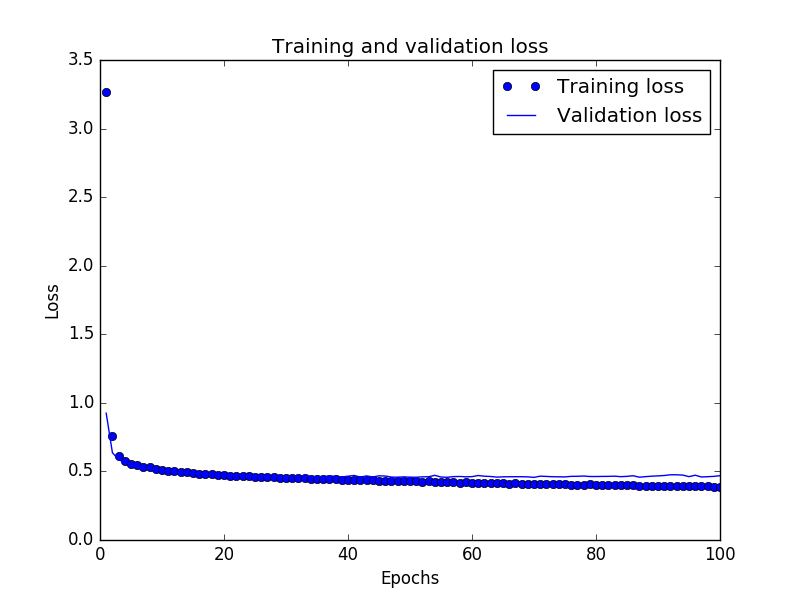 Training and validation loss
3.5
3.0
2.5
2.0
1.5
1.0
0.5
0.0
Loss
Training loss
Validation loss
0 20 40 60 80 100
Epochs